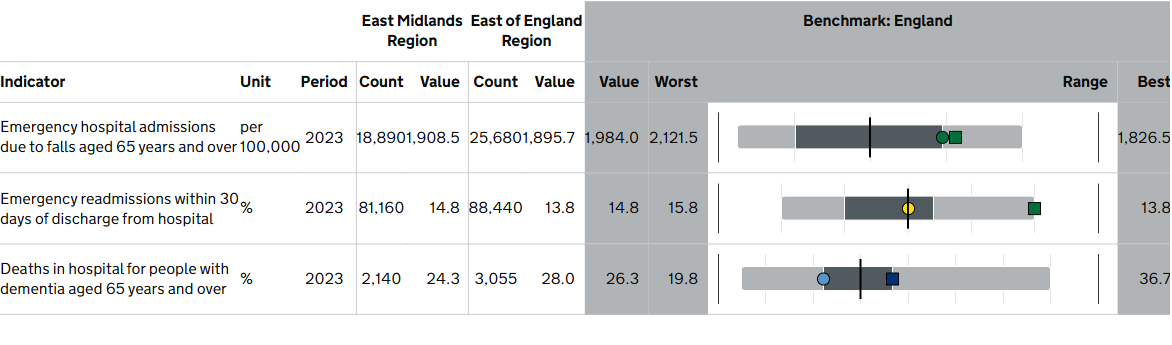 East Midlands Region East of England Region Benchmark: England
Indicator Unit Period Count Value Count Value Value Worst Range Best
Emergency hospital admissions due to falls aged 65 years and over per 100,000 2023 18,890 1,908.5 25,680 1,895.7 1,984.0 2,121.5 1,826.5
Emergency readmissions within 30 days of discharge from hospital % 2023 81,160 14.8 88,440 13.8 14.8 15.8 13.8
Deaths in hospital for people with dementia aged 65 years and over % 2023 2,140 24.3 3,055 28.0 26.3 19.8 36.7